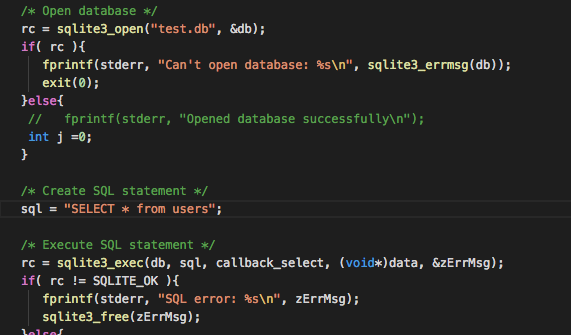 /* Open database */
rc = sqlite3_open("test.db", &db);
if( rc ){
fprintf(stderr, "Can't open database: %s\n", sqlite3_errmsg(db));
exit(0);
}else{
//   fprintf(stderr, "Opened database successfully\n");
int j =0;
}
/* Create SQL statement */
sql = "SELECT * from users";
/* Execute SQL statement */
rc = sqlite3_exec(db, sql, callback_select, (void*)data, &zErrMsg);
if( rc != SQLITE_OK ){
fprintf(stderr, "SQL error: %s\n", zErrMsg);
sqlite3_free(zErrMsg);
}else{